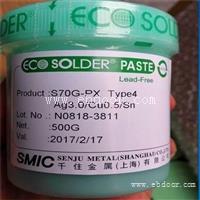 ECO SOLDER® PASTE
Lead-Free
Product : S70G-PX Type4
Ag3.0/Cu0.5/Sn
Lot No. : N0818-3811
Net : 500G
Use by : 2017/2/17
SMIC SENJU METAL(SHANGHAI)CO.,LTD
千住金属(上海)有限公司
www.ebdoor.com